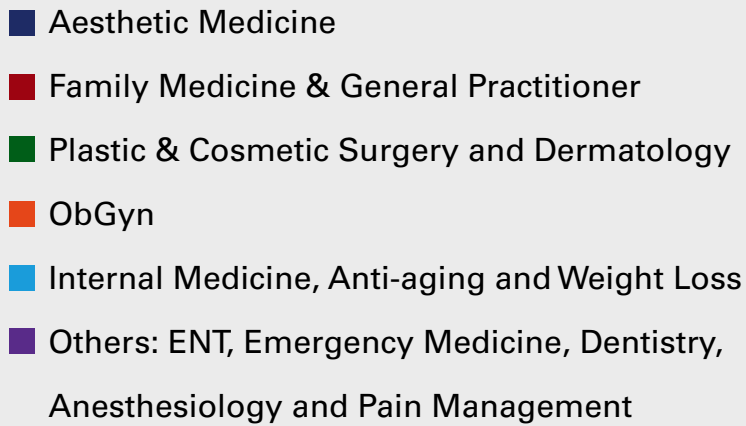 Aesthetic Medicine
Family Medicine & General Practitioner
Plastic & Cosmetic Surgery and Dermatology
ObGyn
Internal Medicine, Anti-aging and Weight Loss
Others: ENT, Emergency Medicine, Dentistry,
Anesthesiology and Pain Management